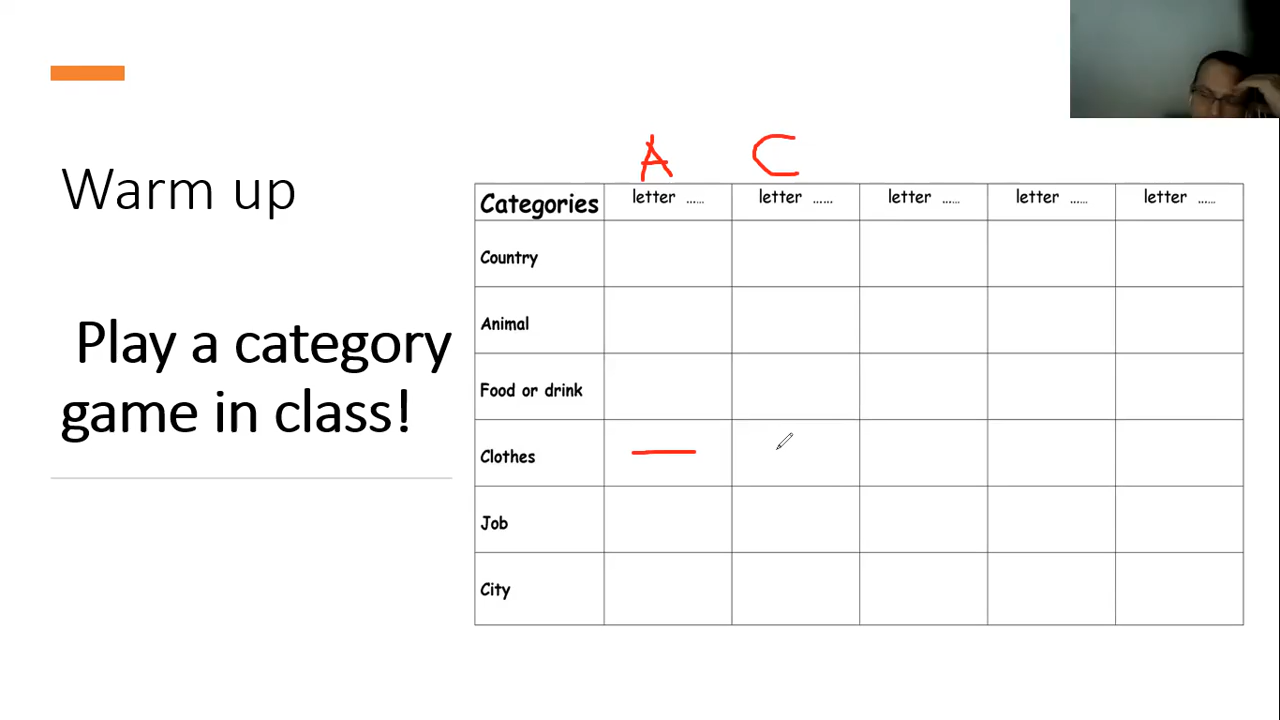 Warm up
Play a category
game in class!
A C
Categories letter ...... letter ...... letter ...... letter ...... letter ......
Country
Animal
Food or drink
Clothes
Job
City